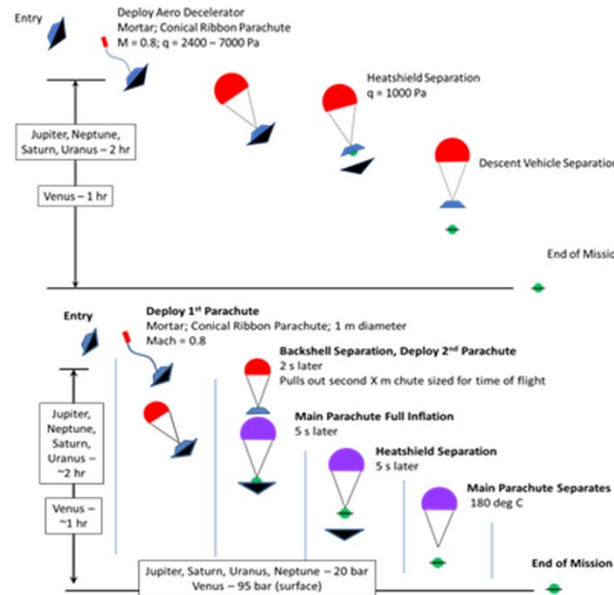 Entry
Deploy Aero Decelerator
Mortar; Conical Ribbon Parachute
M = 0.8; q = 2400 – 7000 Pa
Heatshield Separation
q = 1000 Pa
Jupiter, Neptune,
Saturn, Uranus – 2 hr
Venus – 1 hr
Descent Vehicle Separation
End of Missio
Entry
Deploy 1st Parachute
Mortar; Conical Ribbon Parachute; 1 m diameter
Mach = 0.8
Backshell Separation, Deploy 2nd Parachute
2 s later
Pulls out second X m chute sized for time of flight
Jupiter,
Neptune,
Saturn,
Uranus –
~2 hr
Venus –
~1 hr
Main Parachute Full Inflation
5 s later
Heatshield Separation
5 s later
Main Parachute Separates
180 deg C
Jupiter, Saturn, Uranus, Neptune – 20 bar
Venus – 95 bar (surface)
End of Mission